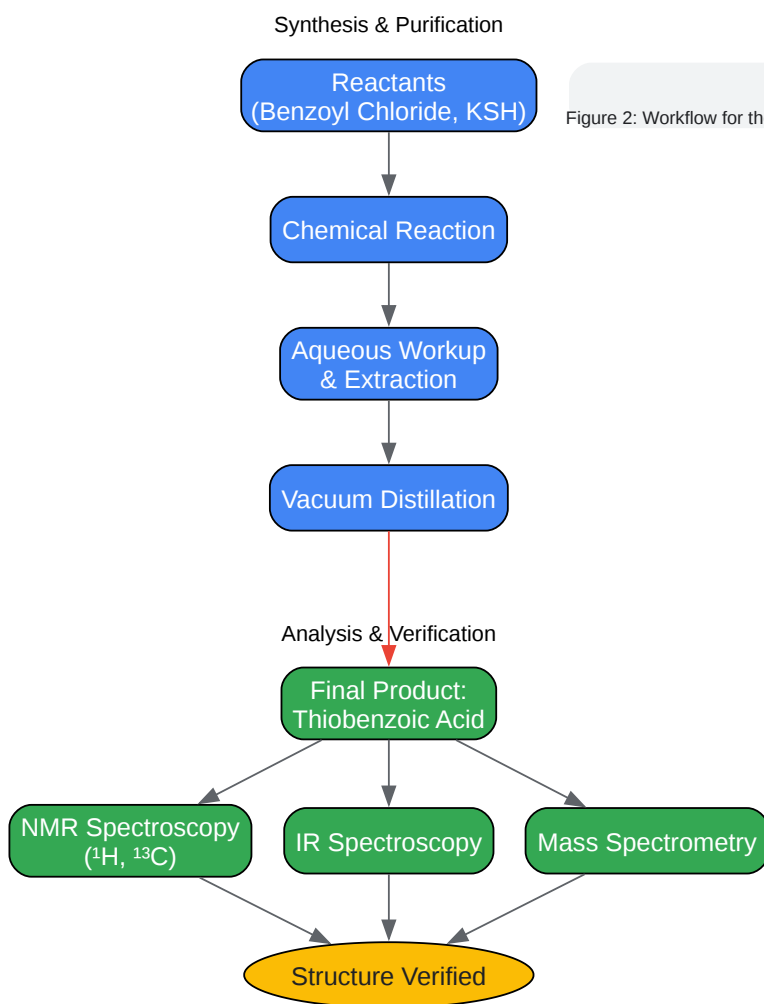 Synthesis & Purification
Reactants
(Benzoyl Chloride, KSH)
Figure 2: Workflow for th
Chemical Reaction
Aqueous Workup
& Extraction
Vacuum Distillation
Analysis & Verification
Final Product:
Thiobenzoic Acid
NMR Spectroscopy
(¹H, ¹³C)
IR Spectroscopy
Mass Spectrometry
Structure Verified